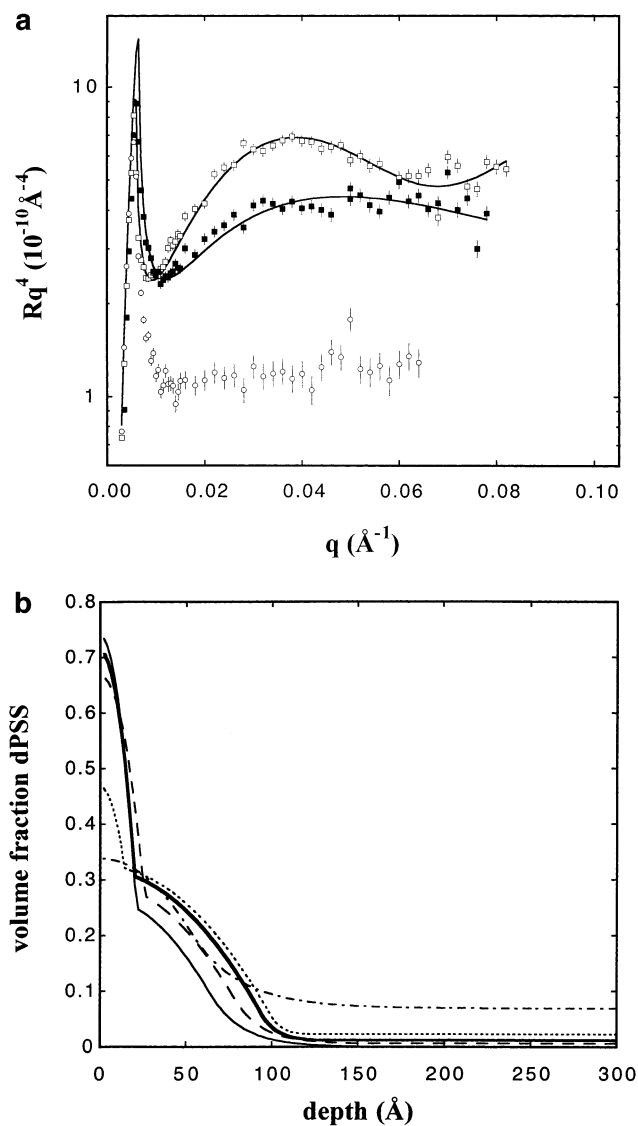 a
10
1
Rq⁴ (10⁻¹⁰Å⁻⁴)
0.00 0.02 0.04 0.06 0.08 0.10
q (Å⁻¹)
b
0.8
0.7
0.6
0.5
0.4
0.3
0.2
0.1
0
volume fraction dPSS
0 50 100 150 200 250 300
depth (Å)